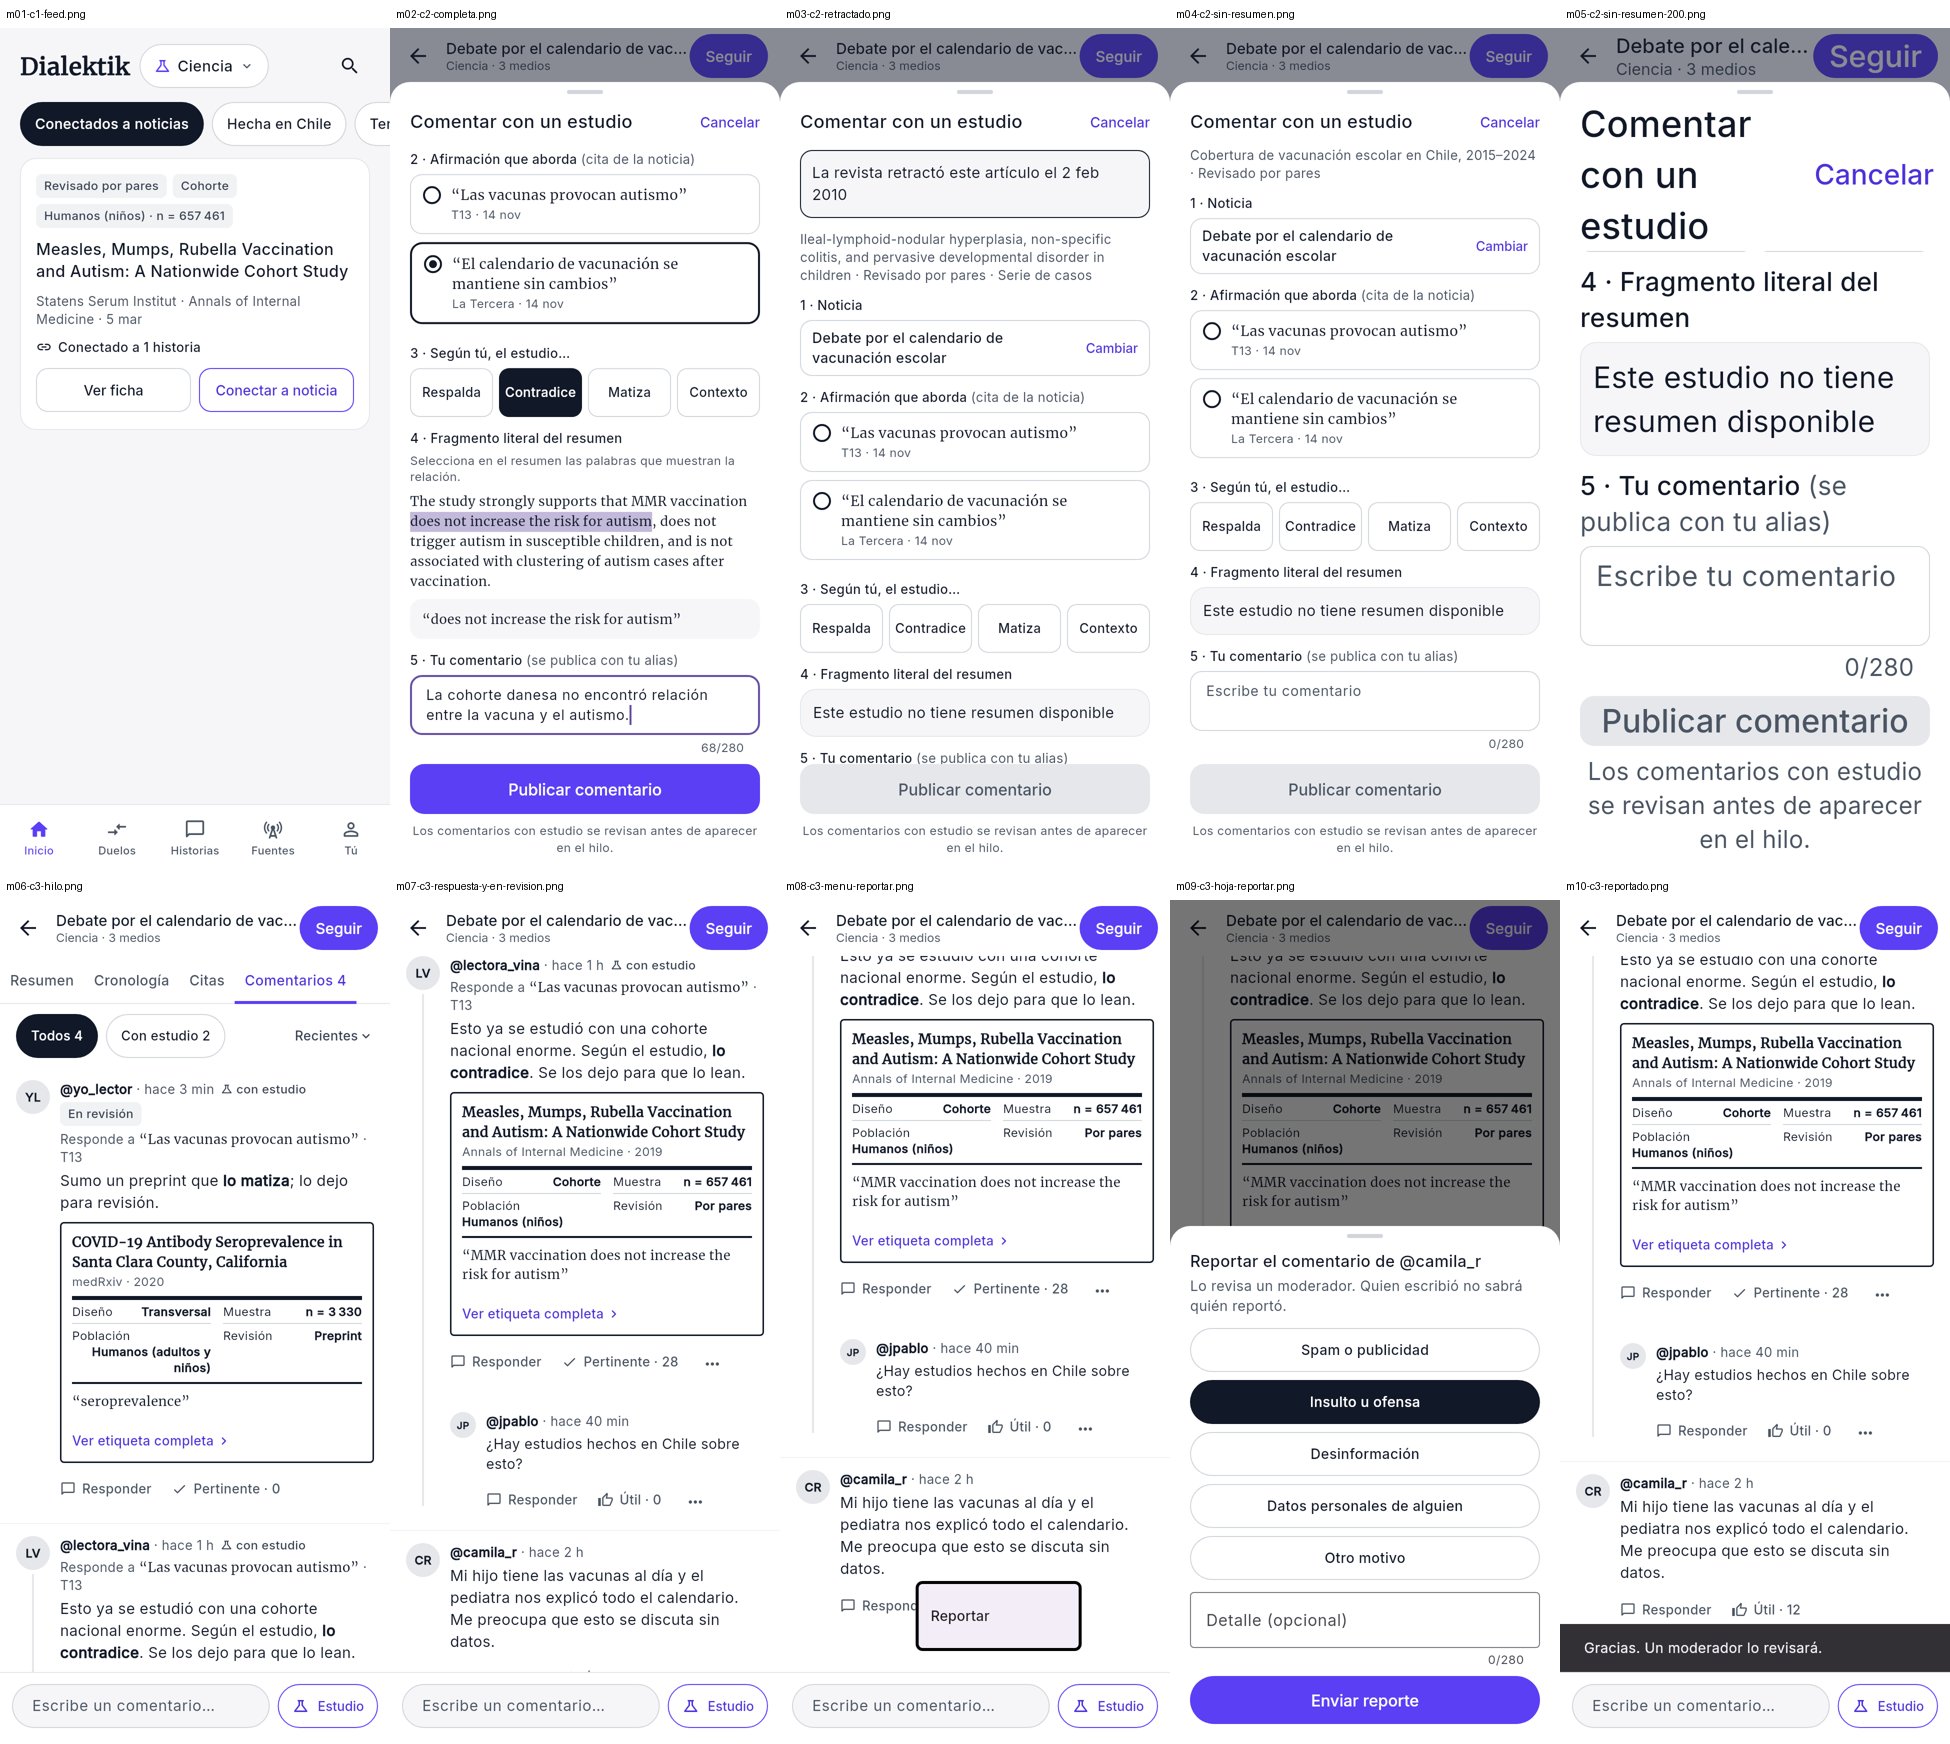 m01-c1-feed.png
Dialektik
Ciencia
Conectados a noticias
Hecha en Chile
Ter
Revisado por pares
Cohorte
Humanos (niños) · n = 657 461
Measles, Mumps, Rubella Vaccination
and Autism: A Nationwide Cohort Study
Statens Serum Institut · Annals of Internal
Medicine · 5 mar
Conectado a 1 historia
Ver ficha
Conectar a noticia
Inicio
Duelos
Historias
Fuentes
Tú
m02-c2-completa.png
Debate por el calendario de vac...
Ciencia · 3 medios
Seguir
Comentar con un estudio
Cancelar
2 · Afirmación que aborda (cita de la noticia)
“Las vacunas provocan autismo”
T13 · 14 nov
“El calendario de vacunación se
mantiene sin cambios”
La Tercera · 14 nov
3 · Según tú, el estudio...
Respalda
Contradice
Matiza
Contexto
4 · Fragmento literal del resumen
Selecciona en el resumen las palabras que muestran la
relación.
The study strongly supports that MMR vaccination
does not increase the risk for autism, does not
trigger autism in susceptible children, and is not
associated with clustering of autism cases after
vaccination.
“does not increase the risk for autism”
5 · Tu comentario (se publica con tu alias)
La cohorte danesa no encontró relación
entre la vacuna y el autismo.
68/280
Publicar comentario
Los comentarios con estudio se revisan antes de aparecer
en el hilo.
m03-c2-retractado.png
Debate por el calendario de vac...
Ciencia · 3 medios
Seguir
Comentar con un estudio
Cancelar
La revista retractó este artículo el 2 feb
2010
Ileal-lymphoid-nodular hyperplasia, non-specific
colitis, and pervasive developmental disorder in
children · Revisado por pares · Serie de casos
1 · Noticia
Debate por el calendario de
vacunación escolar
Cambiar
2 · Afirmación que aborda (cita de la noticia)
“Las vacunas provocan autismo”
T13 · 14 nov
“El calendario de vacunación se
mantiene sin cambios”
La Tercera · 14 nov
3 · Según tú, el estudio...
Respalda
Contradice
Matiza
Contexto
4 · Fragmento literal del resumen
Este estudio no tiene resumen disponible
5 · Tu comentario (se publica con tu alias)
Publicar comentario
Los comentarios con estudio se revisan antes de aparecer
en el hilo.
m04-c2-sin-resumen.png
Debate por el calendario de vac...
Ciencia · 3 medios
Seguir
Comentar con un estudio
Cancelar
Cobertura de vacunación escolar en Chile, 2015–2024
· Revisado por pares
1 · Noticia
Debate por el calendario de
vacunación escolar
Cambiar
2 · Afirmación que aborda (cita de la noticia)
“Las vacunas provocan autismo”
T13 · 14 nov
“El calendario de vacunación se
mantiene sin cambios”
La Tercera · 14 nov
3 · Según tú, el estudio...
Respalda
Contradice
Matiza
Contexto
4 · Fragmento literal del resumen
Este estudio no tiene resumen disponible
5 · Tu comentario (se publica con tu alias)
Escribe tu comentario
0/280
Publicar comentario
Los comentarios con estudio se revisan antes de aparecer
en el hilo.
m05-c2-sin-resumen-200.png
Debate por el cale...
Ciencia · 3 medios
Seguir
Comentar
con un
estudio
Cancelar
4 · Fragmento literal del
resumen
Este estudio no tiene
resumen disponible
5 · Tu comentario (se
publica con tu alias)
Escribe tu comentario
0/280
Publicar comentario
Los comentarios con estudio
se revisan antes de aparecer
en el hilo.
m06-c3-hilo.png
Debate por el calendario de vac...
Ciencia · 3 medios
Seguir
Resumen
Cronología
Citas
Comentarios 4
Todos 4
Con estudio 2
Recientes
YL
@yo_lector · hace 3 min
con estudio
En revisión
Responde a “Las vacunas provocan autismo” ·
T13
Sumo un preprint que lo matiza; lo dejo
para revisión.
COVID-19 Antibody Seroprevalence in
Santa Clara County, California
medRxiv · 2020
Diseño Transversal
Muestra n = 3 330
Población
Humanos (adultos y
niños)
Revisión Preprint
“seroprevalence”
Ver etiqueta completa
Responder
Pertinente · 0
LV
@lectora_vina · hace 1 h
con estudio
Responde a “Las vacunas provocan autismo” ·
T13
Esto ya se estudió con una cohorte
nacional enorme. Según el estudio, lo
contradice. Se los dejo para que lo lean.
Escribe un comentario...
Estudio
m07-c3-respuesta-y-en-revision.png
Debate por el calendario de vac...
Ciencia · 3 medios
Seguir
LV
@lectora_vina · hace 1 h
con estudio
Responde a “Las vacunas provocan autismo” ·
T13
Esto ya se estudió con una cohorte
nacional enorme. Según el estudio, lo
contradice. Se los dejo para que lo lean.
Measles, Mumps, Rubella Vaccination
and Autism: A Nationwide Cohort Study
Annals of Internal Medicine · 2019
Diseño Cohorte
Muestra n = 657 461
Población
Humanos (niños)
Revisión Por pares
“MMR vaccination does not increase the
risk for autism”
Ver etiqueta completa
Responder
Pertinente · 28
JP
@jpablo · hace 40 min
¿Hay estudios hechos en Chile sobre
esto?
Responder
Útil · 0
CR
@camila_r · hace 2 h
Mi hijo tiene las vacunas al día y el
pediatra nos explicó todo el calendario.
Me preocupa que esto se discuta sin
datos.
Escribe un comentario...
Estudio
m08-c3-menu-reportar.png
Debate por el calendario de vac...
Ciencia · 3 medios
Seguir
Esto ya se estudió con una cohorte
nacional enorme. Según el estudio, lo
contradice. Se los dejo para que lo lean.
Measles, Mumps, Rubella Vaccination
and Autism: A Nationwide Cohort Study
Annals of Internal Medicine · 2019
Diseño Cohorte
Muestra n = 657 461
Población
Humanos (niños)
Revisión Por pares
“MMR vaccination does not increase the
risk for autism”
Ver etiqueta completa
Responder
Pertinente · 28
JP
@jpablo · hace 40 min
¿Hay estudios hechos en Chile sobre
esto?
Responder
Útil · 0
CR
@camila_r · hace 2 h
Mi hijo tiene las vacunas al día y el
pediatra nos explicó todo el calendario.
Me preocupa que esto se discuta sin
datos.
Respond
Reportar
Escribe un comentario...
Estudio
m09-c3-hoja-reportar.png
Debate por el calendario de vac...
Ciencia · 3 medios
Seguir
Esto ya se estudió con una cohorte
nacional enorme. Según el estudio, lo
contradice. Se los dejo para que lo lean.
Measles, Mumps, Rubella Vaccination
and Autism: A Nationwide Cohort Study
Annals of Internal Medicine · 2019
Diseño Cohorte
Muestra n = 657 461
Población
Humanos (niños)
Revisión Por pares
“MMR vaccination does not increase the
risk for autism”
Reportar el comentario de @camila_r
Lo revisa un moderador. Quien escribió no sabrá
quién reportó.
Spam o publicidad
Insulto u ofensa
Desinformación
Datos personales de alguien
Otro motivo
Detalle (opcional)
0/280
Enviar reporte
m10-c3-reportado.png
Debate por el calendario de vac...
Ciencia · 3 medios
Seguir
Esto ya se estudió con una cohorte
nacional enorme. Según el estudio, lo
contradice. Se los dejo para que lo lean.
Measles, Mumps, Rubella Vaccination
and Autism: A Nationwide Cohort Study
Annals of Internal Medicine · 2019
Diseño Cohorte
Muestra n = 657 461
Población
Humanos (niños)
Revisión Por pares
“MMR vaccination does not increase the
risk for autism”
Ver etiqueta completa
Responder
Pertinente · 28
JP
@jpablo · hace 40 min
¿Hay estudios hechos en Chile sobre
esto?
Responder
Útil · 0
CR
@camila_r · hace 2 h
Mi hijo tiene las vacunas al día y el
pediatra nos explicó todo el calendario.
Me preocupa que esto se discuta sin
datos.
Responder
Útil · 12
Gracias. Un moderador lo revisará.
Escribe un comentario...
Estudio